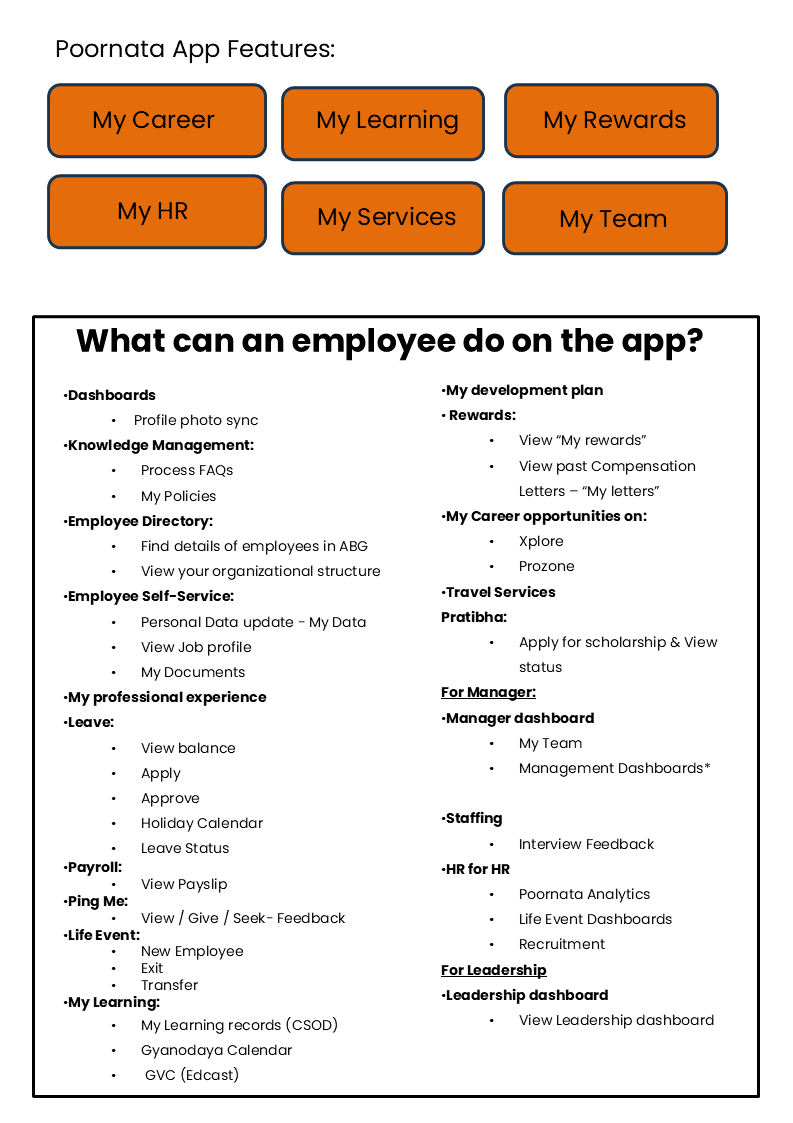 Poornata App Features:
My Career
My Learning
My Rewards
My HR
My Services
My Team
What can an employee do on the app?
•Dashboards
• Profile photo sync
•Knowledge Management:
• Process FAQs
• My Policies
•Employee Directory:
• Find details of employees in ABG
• View your organizational structure
•Employee Self-Service:
• Personal Data update - My Data
• View Job profile
• My Documents
•My professional experience
•Leave:
• View balance
• Apply
• Approve
• Holiday Calendar
• Leave Status
•Payroll:
• View Payslip
•Ping Me:
• View / Give / Seek- Feedback
•Life Event:
• New Employee
• Exit
• Transfer
•My Learning:
• My Learning records (CSOD)
• Gyanodaya Calendar
• GVC (Edcast)
•My development plan
• Rewards:
• View “My rewards”
• View past Compensation
Letters – “My letters”
•My Career opportunities on:
• Xplore
• Prozone
•Travel Services
Pratibha:
• Apply for scholarship & View
status
For Manager:
•Manager dashboard
• My Team
• Management Dashboards*
•Staffing
• Interview Feedback
•HR for HR
• Poornata Analytics
• Life Event Dashboards
• Recruitment
For Leadership
•Leadership dashboard
• View Leadership dashboard